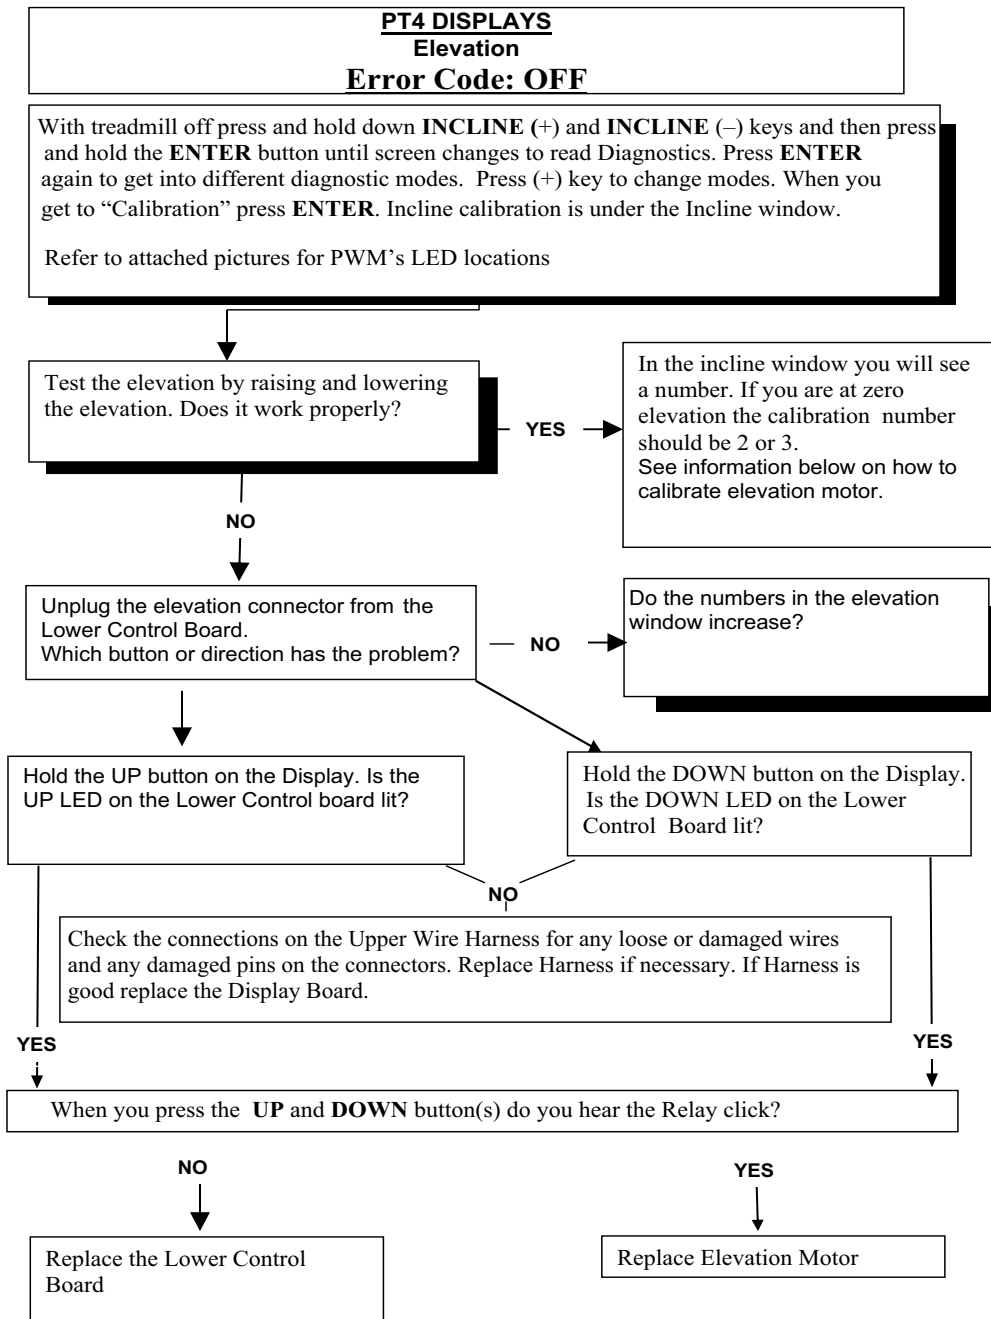 PT4 DISPLAYS
Elevation
Error Code: OFF
With treadmill off press and hold down INCLINE (+) and INCLINE (–) keys and then press
and hold the ENTER button until screen changes to read Diagnostics. Press ENTER
again to get into different diagnostic modes. Press (+) key to change modes. When you
get to “Calibration” press ENTER. Incline calibration is under the Incline window.
Refer to attached pictures for PWM’s LED locations
Test the elevation by raising and lowering
the elevation. Does it work properly?
YES
In the incline window you will see
a number. If you are at zero
elevation the calibration number
should be 2 or 3.
See information below on how to
calibrate elevation motor.
NO
Unplug the elevation connector from the
Lower Control Board.
Which button or direction has the problem?
NO
Do the numbers in the elevation
window increase?
Hold the UP button on the Display. Is the
UP LED on the Lower Control board lit?
Hold the DOWN button on the Display.
Is the DOWN LED on the Lower
Control Board lit?
NO
Check the connections on the Upper Wire Harness for any loose or damaged wires
and any damaged pins on the connectors. Replace Harness if necessary. If Harness is
good replace the Display Board.
YES
YES
When you press the UP and DOWN button(s) do you hear the Relay click?
NO
YES
Replace the Lower Control
Board
Replace Elevation Motor